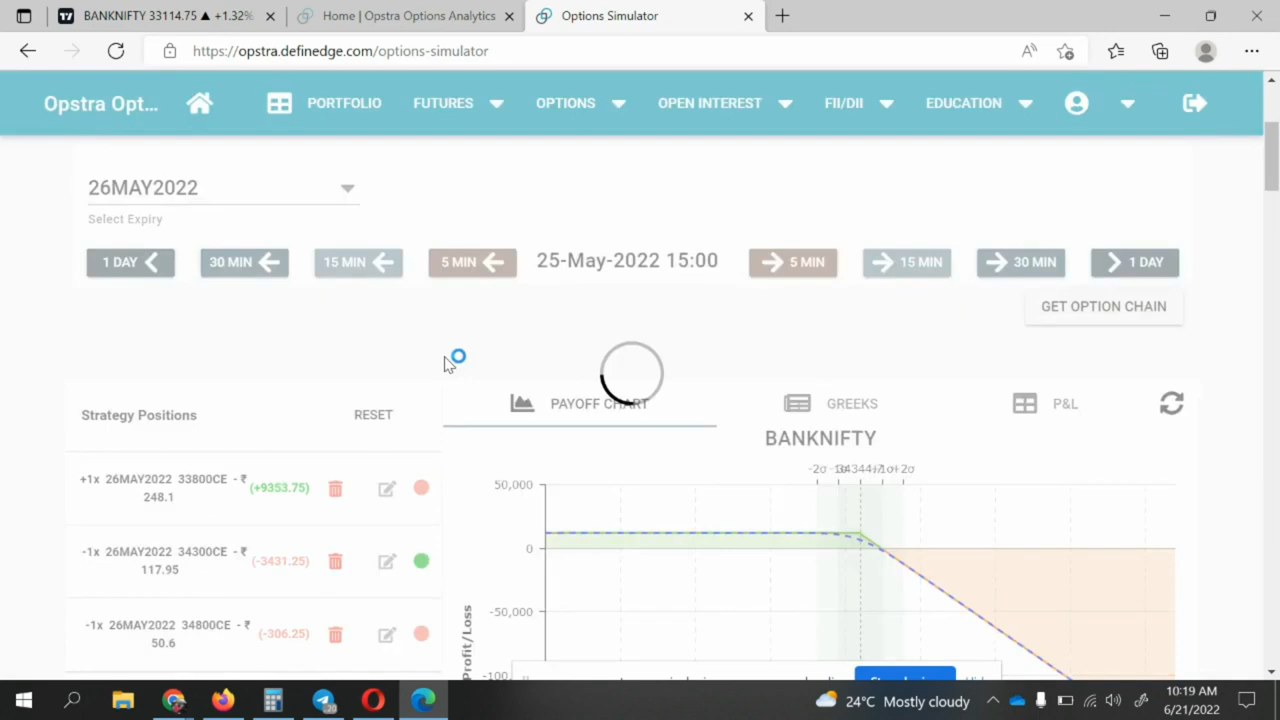 BANKNIFTY 33114.75 ▲ +1.32%
Home | Opstra Options Analytics
Options Simulator
https://opstra.definedge.com/options-simulator
Opstra Opt...
PORTFOLIO
FUTURES
OPTIONS
OPEN INTEREST
FII/DII
EDUCATION
26MAY2022
Select Expiry
1 DAY
30 MIN
15 MIN
5 MIN
25-May-2022 15:00
5 MIN
15 MIN
30 MIN
1 DAY
GET OPTION CHAIN
Strategy Positions
RESET
PAYOFF CHART
GREEKS
P&L
BANKNIFTY
+1x 26MAY2022 33800CE - ₹
248.1
(+9353.75)
-1x 26MAY2022 34300CE - ₹
117.95
(-3431.25)
-1x 26MAY2022 34800CE - ₹
50.6
(-306.25)
-2σ
+2σ
50,000
0
-50,000
-100
Profit/Loss
24°C Mostly cloudy
10:19 AM
6/21/2022